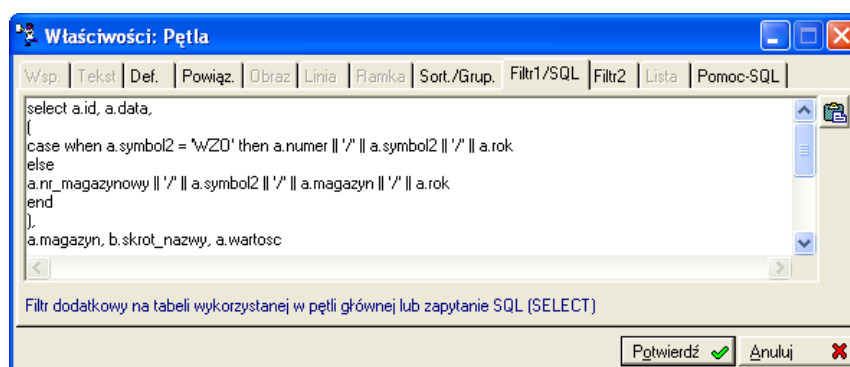 Właściwości: Pętla
Wsp. Tekst Def. Powiąz. Obraz Linia Ramka Sort./Grup. Filtr1/SQL Filtr2 Lista Pomoc-SQL
select a.id, a.data,
(
case when a.symbol2 = 'WZO' then a.numer || '/' || a.symbol2 || '/' || a.rok
else
a.nr_magazynowy || '/' || a.symbol2 || '/' || a.magazyn || '/' || a.rok
end
),
a.magazyn, b.skrot_nazwy, a.wartosc
Filtr dodatkowy na tabeli wykorzystanej w pętli głównej lub zapytanie SQL (SELECT)
Potwierdź Anuluj